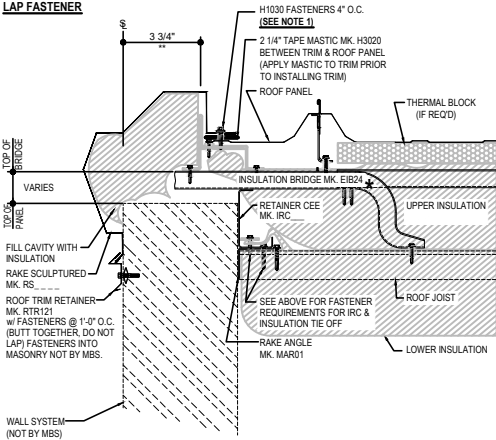 LAP FASTENER
℄
3 3/4"
**
H1030 FASTENERS 4" O.C.
(SEE NOTE 1)
2 1/4" TAPE MASTIC MK. H3020
BETWEEN TRIM & ROOF PANEL
(APPLY MASTIC TO TRIM PRIOR
TO INSTALLING TRIM)
ROOF PANEL
THERMAL BLOCK
(IF REQ'D)
TOP OF
BRIDGE
VARIES
TOP OF
PANEL
INSULATION BRIDGE MK. EIB24
*
RETAINER CEE
MK. IRC___
UPPER INSULATION
FILL CAVITY WITH
INSULATION
RAKE SCULPTURED
MK. RS____
ROOF TRIM RETAINER
MK. RTR121
w/ FASTENERS @ 1'-0" O.C.
(BUTT TOGETHER, DO NOT
LAP) FASTENERS INTO
MASONRY NOT BY MBS.
SEE ABOVE FOR FASTENER
REQUIREMENTS FOR IRC &
INSULATION TIE OFF
ROOF JOIST
RAKE ANGLE
MK. MAR01
LOWER INSULATION
WALL SYSTEM
(NOT BY MBS)